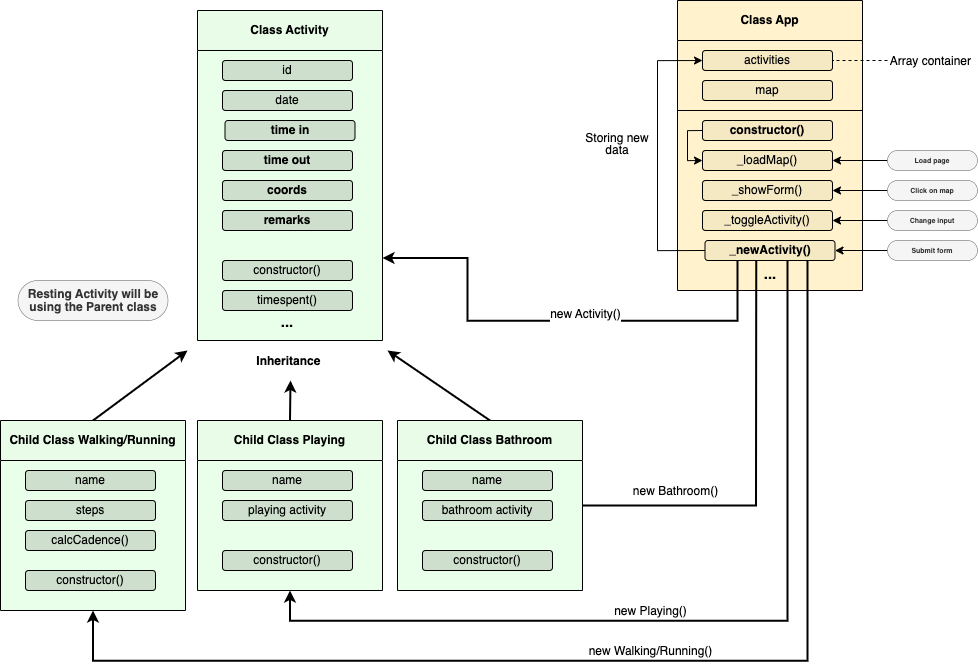 Class Activity
id
date
time in
time out
coords
remarks
constructor()
timespent()
...
Class App
activities
Array container
map
constructor()
_loadMap()
Load page
_showForm()
Click on map
_toggleActivity()
Change input
_newActivity()
Submit form
...
Storing new
data
new Activity()
Resting Activity will be
using the Parent class
Inheritance
Child Class Walking/Running
name
steps
calcCadence()
constructor()
Child Class Playing
name
playing activity
constructor()
Child Class Bathroom
name
bathroom activity
constructor()
new Bathroom()
new Playing()
new Walking/Running()